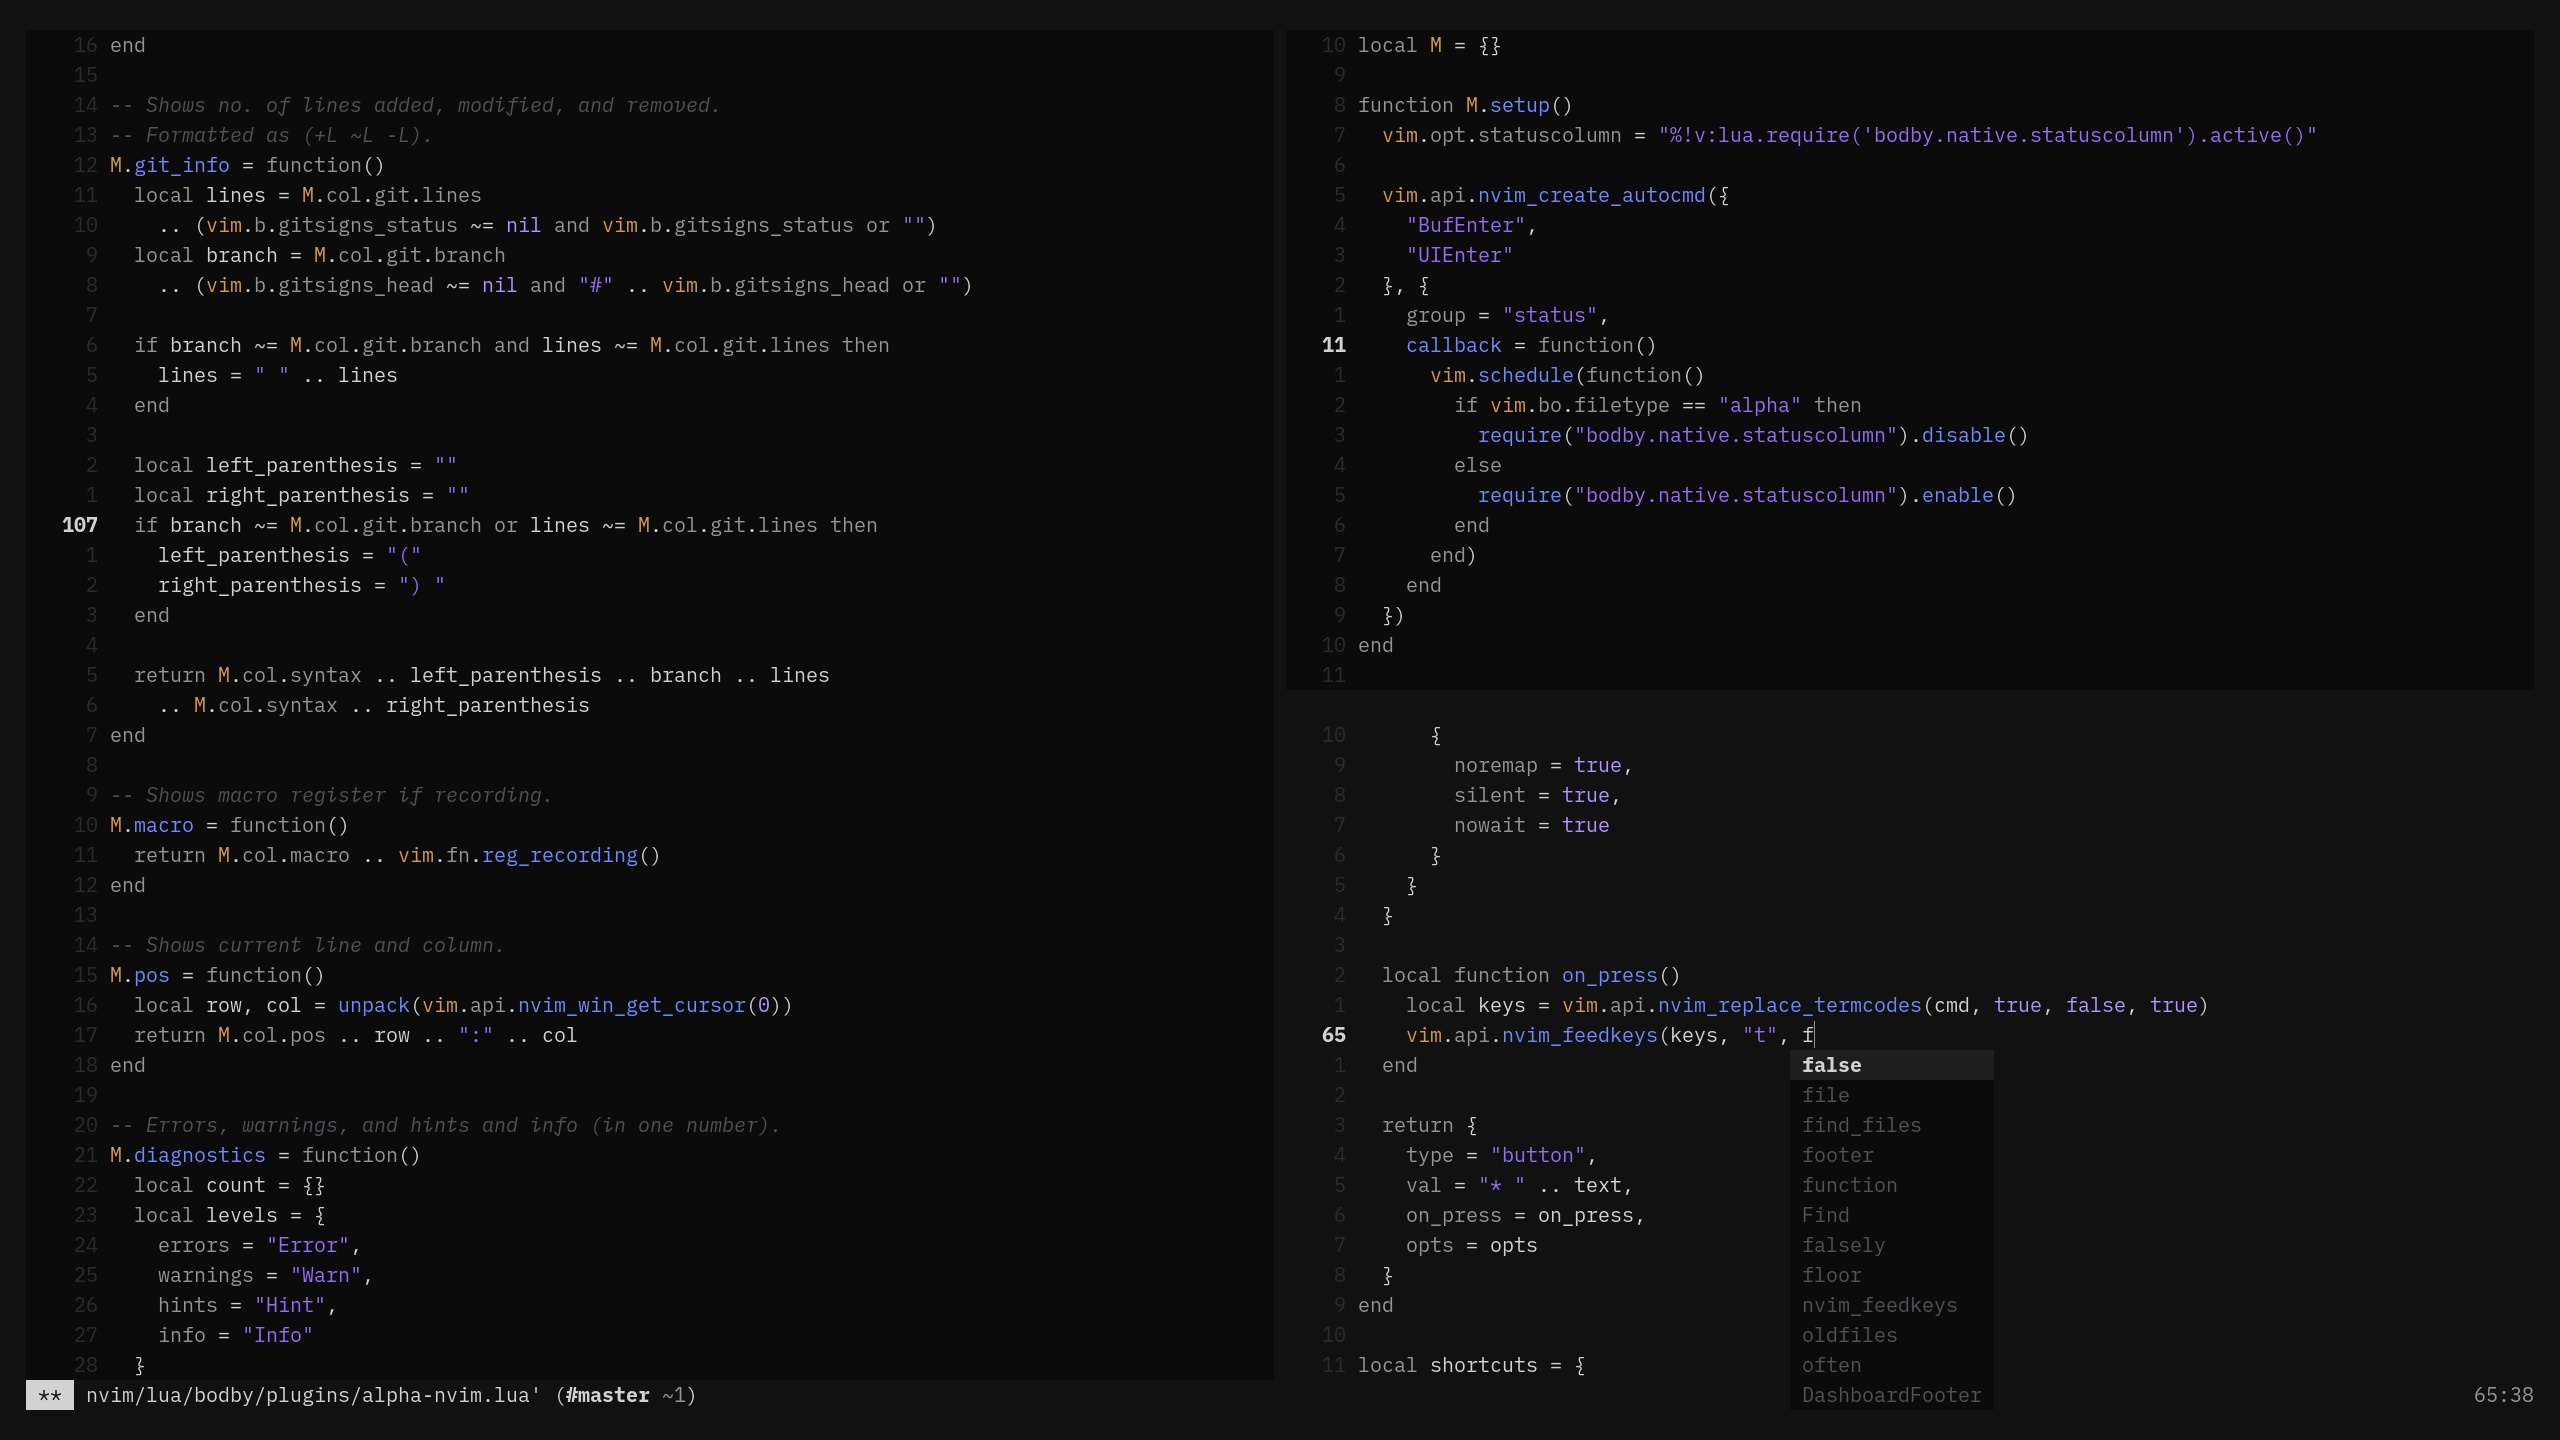 16 end
15
14 -- Shows no. of lines added, modified, and removed.
13 -- Formatted as (+L ~L -L).
12 M.git_info = function()
11   local lines = M.col.git.lines
10     .. (vim.b.gitsigns_status ~= nil and vim.b.gitsigns_status or "")
9   local branch = M.col.git.branch
8     .. (vim.b.gitsigns_head ~= nil and "#" .. vim.b.gitsigns_head or "")
7
6   if branch ~= M.col.git.branch and lines ~= M.col.git.lines then
5     lines = " " .. lines
4   end
3
2   local left_parenthesis = ""
1   local right_parenthesis = ""
107   if branch ~= M.col.git.branch or lines ~= M.col.git.lines then
1     left_parenthesis = "("
2     right_parenthesis = ") "
3   end
4
5   return M.col.syntax .. left_parenthesis .. branch .. lines
6     .. M.col.syntax .. right_parenthesis
7 end
8
9 -- Shows macro register if recording.
10 M.macro = function()
11   return M.col.macro .. vim.fn.reg_recording()
12 end
13
14 -- Shows current line and column.
15 M.pos = function()
16   local row, col = unpack(vim.api.nvim_win_get_cursor(0))
17   return M.col.pos .. row .. ":" .. col
18 end
19
20 -- Errors, warnings, and hints and info (in one number).
21 M.diagnostics = function()
22   local count = {}
23   local levels = {
24     errors = "Error",
25     warnings = "Warn",
26     hints = "Hint",
27     info = "Info"
28   }
10 local M = {}
9
8 function M.setup()
7   vim.opt.statuscolumn = "%!v:lua.require('bodby.native.statuscolumn').active()"
6
5   vim.api.nvim_create_autocmd({
4     "BufEnter",
3     "UIEnter"
2   }, {
1     group = "status",
11     callback = function()
1       vim.schedule(function()
2         if vim.bo.filetype == "alpha" then
3           require("bodby.native.statuscolumn").disable()
4         else
5           require("bodby.native.statuscolumn").enable()
6         end
7       end)
8     end
9   })
10 end
11
10       {
9         noremap = true,
8         silent = true,
7         nowait = true
6       }
5     }
4   }
3
2   local function on_press()
1     local keys = vim.api.nvim_replace_termcodes(cmd, true, false, true)
65     vim.api.nvim_feedkeys(keys, "t", f
1   end
2
3   return {
4     type = "button",
5     val = "* " .. text,
6     on_press = on_press,
7     opts = opts
8   }
9 end
10
11 local shortcuts = {
false
file
find_files
footer
function
Find
falsely
floor
nvim_feedkeys
oldfiles
often
DashboardFooter
** nvim/lua/bodby/plugins/alpha-nvim.lua' (#master ~1)
65:38